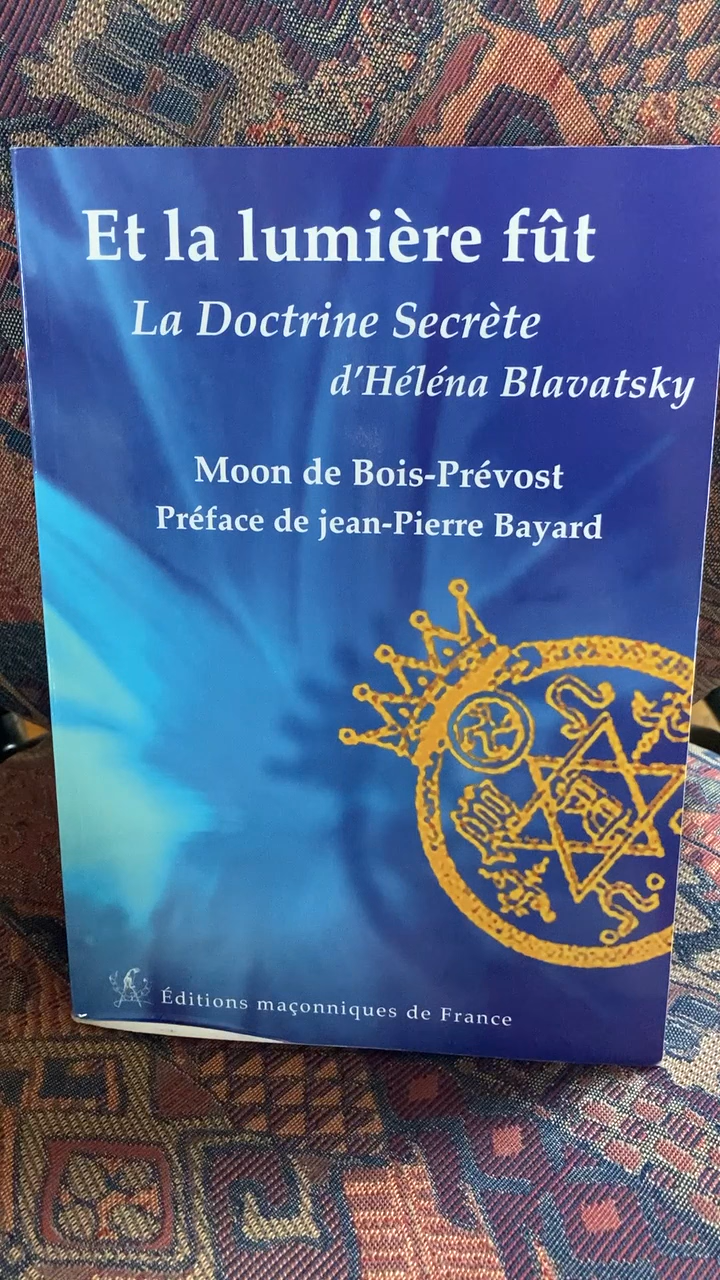 Et la lumière fût
La Doctrine Secrète
d'Héléna Blavatsky
Moon de Bois-Prévost
Préface de jean-Pierre Bayard
Éditions maçonniques de France